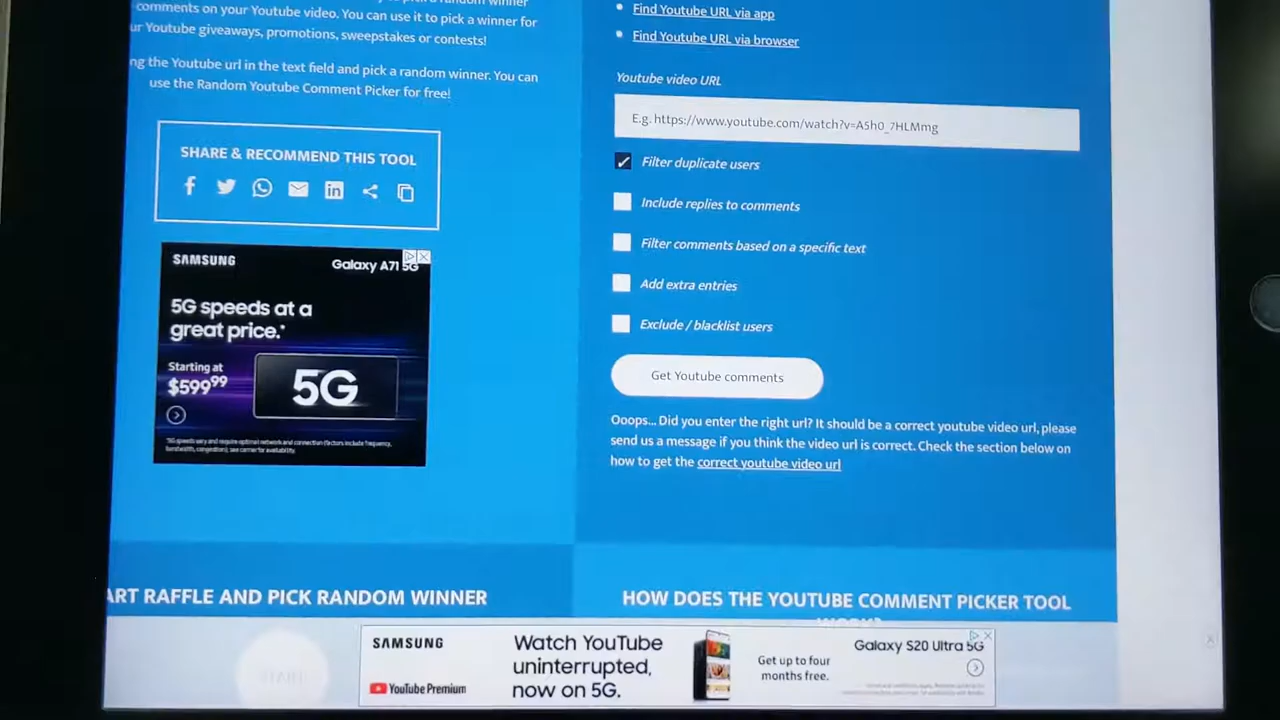 comments on your Youtube video. You can use it to pick a winner for
ur Youtube giveaways, promotions, sweepstakes or contests!
ng the Youtube url in the text field and pick a random winner. You can
use the Random Youtube Comment Picker for free!
SHARE & RECOMMEND THIS TOOL
SAMSUNG
Galaxy A71 5G
5G speeds at a
great price.*
Starting at
$599⁹⁹
5G
Find Youtube URL via app
Find Youtube URL via browser
Youtube video URL
E.g. https://www.youtube.com/watch?v=A5h0_7HLMmg
Filter duplicate users
Include replies to comments
Filter comments based on a specific text
Add extra entries
Exclude / blacklist users
Get Youtube comments
Ooops... Did you enter the right url? It should be a correct youtube video url, please
send us a message if you think the video url is correct. Check the section below on
how to get the correct youtube video url
ART RAFFLE AND PICK RANDOM WINNER
HOW DOES THE YOUTUBE COMMENT PICKER TOOL
START
SAMSUNG
YouTube Premium
Watch YouTube
uninterrupted,
now on 5G.
Get up to four
months free.
Galaxy S20 Ultra 5G